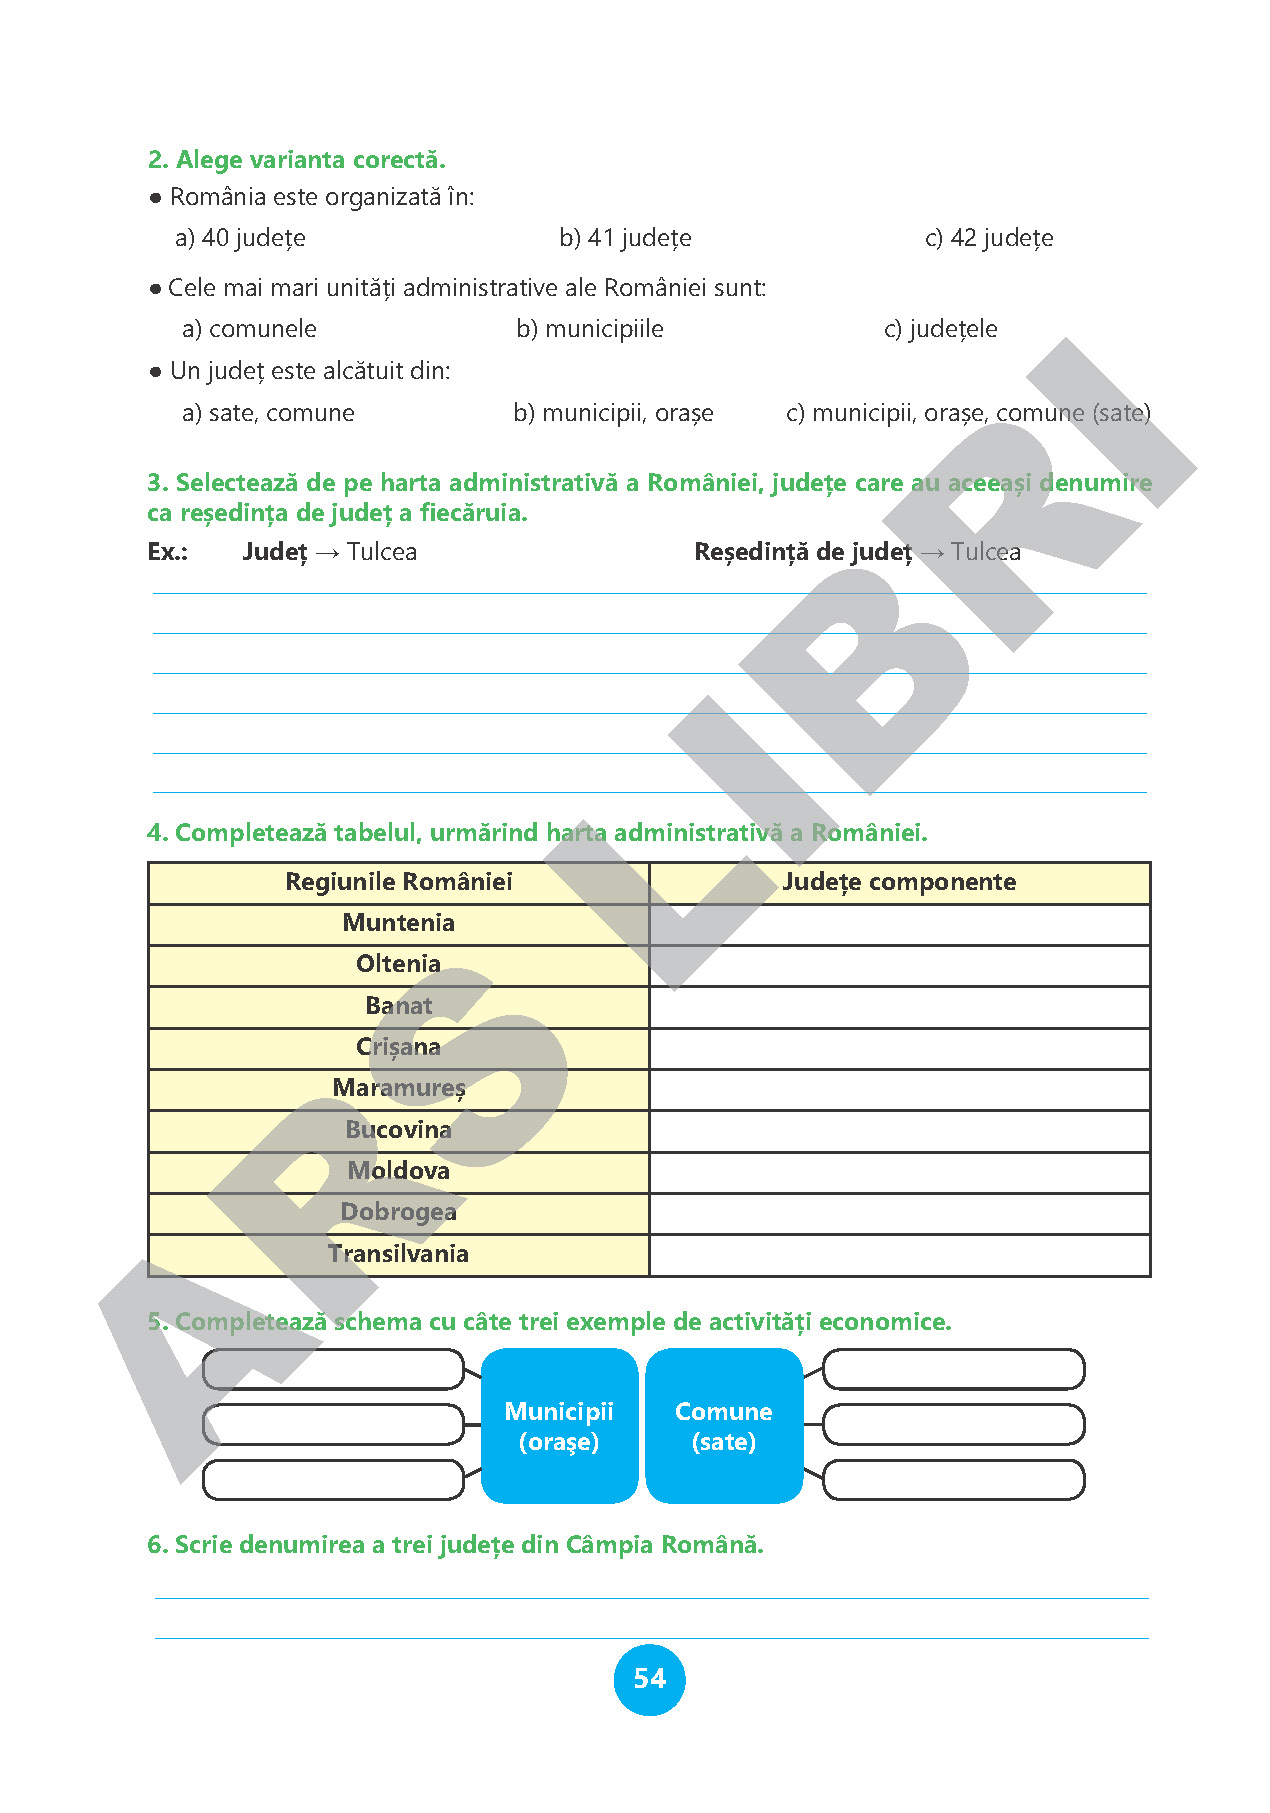 2. Alege varianta corectă.
● România este organizată în:
a) 40 județe b) 41 județe c) 42 județe
● Cele mai mari unități administrative ale României sunt:
a) comunele b) municipiile c) județele
● Un județ este alcătuit din:
a) sate, comune b) municipii, orașe c) municipii, orașe, comune (sate)
3. Selectează de pe harta administrativă a României, județe care au aceeași denumire
ca reședința de județ a fiecăruia.
Ex.: Județ → Tulcea Reședință de județ → Tulcea
4. Completează tabelul, urmărind harta administrativă a României.
Regiunile României Județe componente
Muntenia
Oltenia
Banat
Crișana
Maramureș
Bucovina
Moldova
Dobrogea
Transilvania
5. Completează schema cu câte trei exemple de activități economice.
Municipii Comune
(oraşe) (sate)
6. Scrie denumirea a trei județe din Câmpia Română.
54
ARS LIBRI